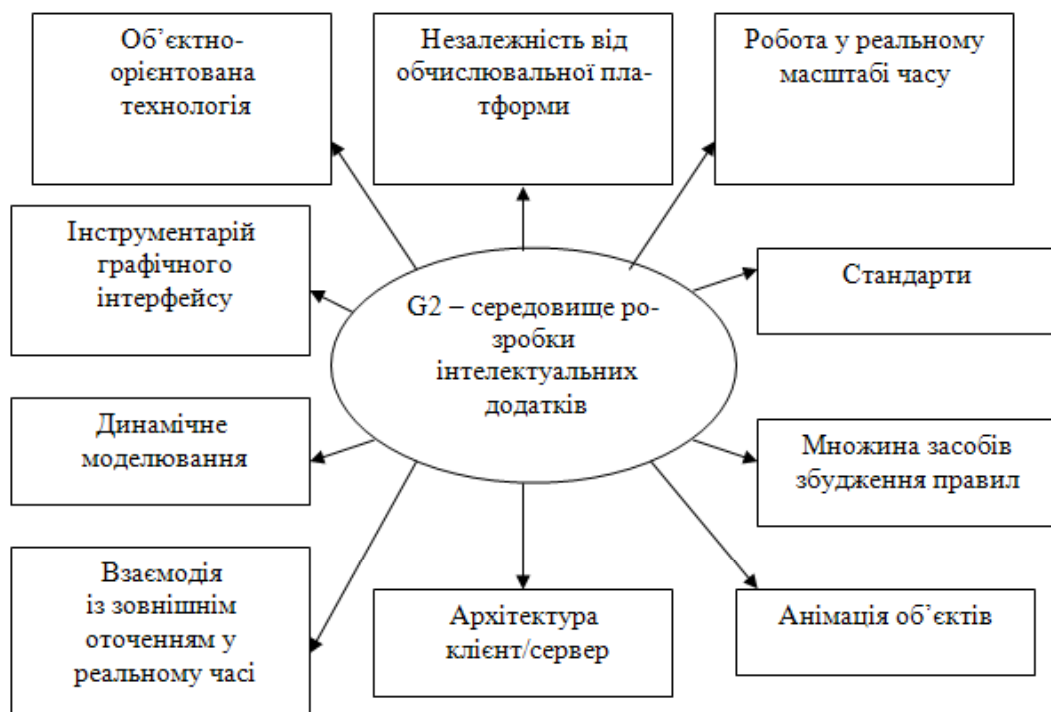 Об’єктно-
орієнтована
технологія
Незалежність від
обчислювальної пла-
тформи
Робота у реальному
масштабі часу
Інструментарій
графічного
інтерфейсу
G2 – середовище ро-
зробки
інтелектуальних
додатків
Стандарти
Динамічне
моделювання
Множина засобів
збудження правил
Взаємодія
із зовнішнім
оточенням у
реальному часі
Архітектура
клієнт/сервер
Анімація об’єктів